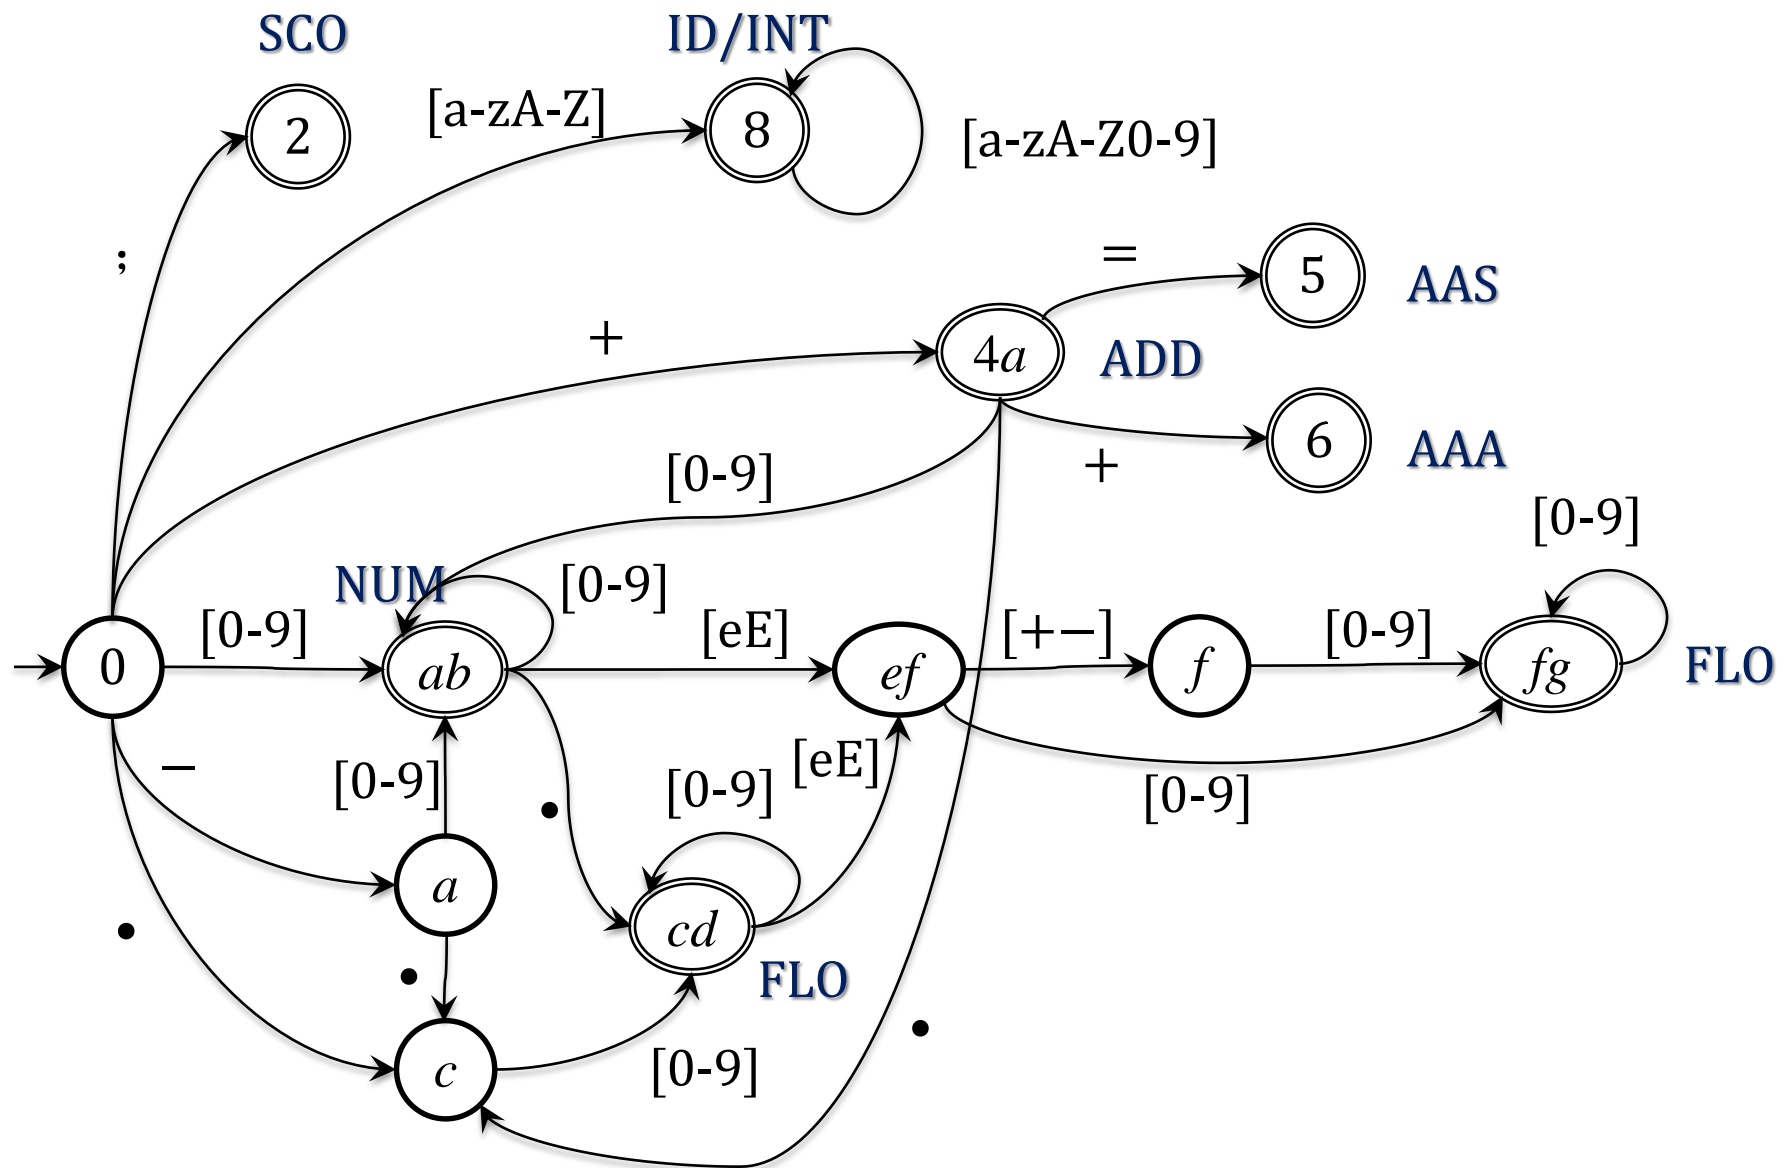 SCO
ID/INT
2
[a-zA-Z]
8
[a-zA-Z0-9]
;
=
5
AAS
+
4a
ADD
6
AAA
+
[0-9]
[0-9]
NUM
[0-9]
[0-9]
[eE]
[+−]
[0-9]
0
ab
ef
f
fg
FLO
−
[0-9]
•
[0-9]
[eE]
[0-9]
a
•
•
cd
FLO
•
c
[0-9]